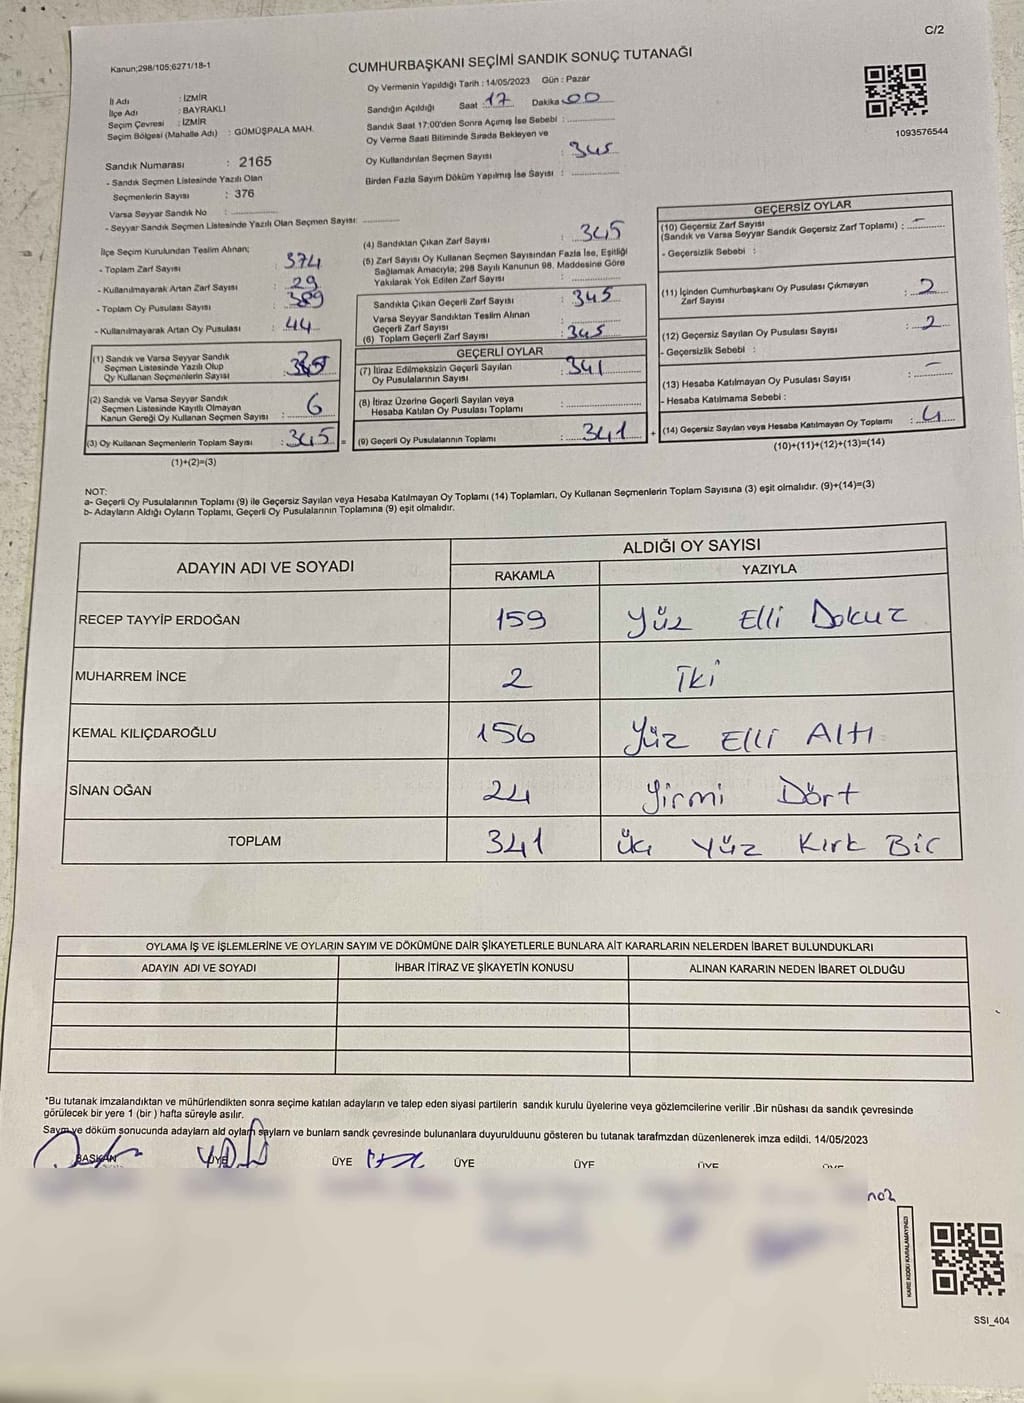 C/2
Kanun;298/105;6271/18-1
CUMHURBAŞKANI SEÇİMİ SANDIK SONUÇ TUTANAĞI
Oy Vermenin Yapıldığı Tarih : 14/05/2023 Gün : Pazar
İl Adı : İZMİR
İlçe Adı : BAYRAKLI
Seçim Çevresi : İZMİR
Seçim Bölgesi (Mahalle Adı) : GÜMÜŞPALA MAH.
Sandığın Açıldığı Saat : 17 Dakika 00
Sandık Saat 17:00'den Sonra Açmış İse Sebebi :
Oy Verme Saati Bitiminde Sırada Bekleyen ve
Oy Kullandırılan Seçmen Sayısı : 345
Birden Fazla Sayım Döküm Yapılmış İse Sayısı :
1093576544
Sandık Numarası : 2165
- Sandık Seçmen Listesinde Yazılı Olan
Seçmenlerin Sayısı : 376
Varsa Seyyar Sandık No :
- Seyyar Sandık Seçmen Listesinde Yazılı Olan Seçmen Sayısı:
İlçe Seçim Kurulundan Teslim Alınan;
- Toplam Zarf Sayısı : 374
- Kullanılmayarak Artan Zarf Sayısı : 29
- Toplam Oy Pusulası Sayısı : 389
- Kullanılmayarak Artan Oy Pusulası : 44
(1) Sandık ve Varsa Seyyar Sandık
Seçmen Listesinde Yazılı Olup
Oy Kullanan Seçmenlerin Sayısı :
(2) Sandık ve Varsa Seyyar Sandık
Seçmen Listesinde Kayıtlı Olmayan
Kanun Gereği Oy Kullanan Seçmen Sayısı : 6
(3) Oy Kullanan Seçmenlerin Toplam Sayısı : 345 =
(1)+(2)=(3)
(4) Sandıktan Çıkan Zarf Sayısı : 345
(5) Zarf Sayısı Oy Kullanan Seçmen Sayısından Fazla İse, Eşitliği
Sağlamak Amacıyla; 298 Sayılı Kanunun 98. Maddesine Göre
Yakılarak Yok Edilen Zarf Sayısı :
Sandıkta Çıkan Geçerli Zarf Sayısı : 345
Varsa Seyyar Sandıktan Teslim Alınan
Geçerli Zarf Sayısı :
(6) Toplam Geçerli Zarf Sayısı : 345
GEÇERLİ OYLAR
(7) İtiraz Edilmeksizin Geçerli Sayılan
Oy Pusulalarının Sayısı : 341
(8) İtiraz Üzerine Geçerli Sayılan veya
Hesaba Katılan Oy Pusulası Toplamı :
(9) Geçerli Oy Pusulalarının Toplamı : 341 +
GEÇERSİZ OYLAR
(10) Geçersiz Zarf Sayısı
(Sandık ve Varsa Seyyar Sandık Geçersiz Zarf Toplamı) : –
- Geçersizlik Sebebi :
(11) İçinden Cumhurbaşkanı Oy Pusulası Çıkmayan
Zarf Sayısı : 2
(12) Geçersiz Sayılan Oy Pusulası Sayısı : 2
- Geçersizlik Sebebi :
(13) Hesaba Katılmayan Oy Pusulası Sayısı : –
- Hesaba Katılmama Sebebi :
(14) Geçersiz Sayılan veya Hesaba Katılmayan Oy Toplamı : 4
(10)+(11)+(12)+(13)=(14)
NOT:
a- Geçerli Oy Pusulalarının Toplamı (9) ile Geçersiz Sayılan veya Hesaba Katılmayan Oy Toplamı (14) Toplamları, Oy Kullanan Seçmenlerin Toplam Sayısına (3) eşit olmalıdır. (9)+(14)=(3)
b- Adayların Aldığı Oyların Toplamı, Geçerli Oy Pusulalarının Toplamına (9) eşit olmalıdır.
ADAYIN ADI VE SOYADI ALDIĞI OY SAYISI
RAKAMLA YAZIYLA
RECEP TAYYİP ERDOĞAN 159 Yüz Elli Dokuz
MUHARREM İNCE 2 İki
KEMAL KILIÇDAROĞLU 156 Yüz Elli Altı
SİNAN OĞAN 24 Yirmi Dört
TOPLAM 341 Üç Yüz Kırk Bir
OYLAMA İŞ VE İŞLEMLERİNE VE OYLARIN SAYIM VE DÖKÜMÜNE DAİR ŞİKAYETLERLE BUNLARA AİT KARARLARIN NELERDEN İBARET BULUNDUKLARI
ADAYIN ADI VE SOYADI İHBAR İTİRAZ VE ŞİKAYETİN KONUSU ALINAN KARARIN NEDEN İBARET OLDUĞU
*Bu tutanak imzalandıktan ve mühürlendikten sonra seçime katılan adayların ve talep eden siyasi partilerin sandık kurulu üyelerine veya gözlemcilerine verilir .Bir nüshası da sandık çevresinde
görülecek bir yere 1 (bir ) hafta süreyle asılır.
Sayım ve döküm sonucunda adayların ald oyların sayların ve bunların sandk çevresinde bulunanlara duyurulduunu gösteren bu tutanak tarafmzdan düzenlenerek imza edildi. 14/05/2023
BAŞKAN ÜYE ÜYE ÜYE ÜYE ÜYE
KARE KODU KARALAMAYINIZ!
SSI_404